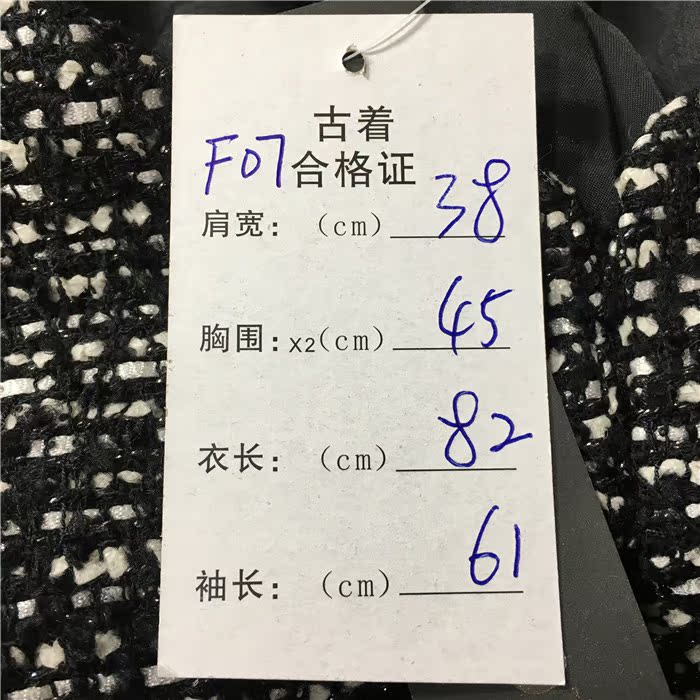 古着
F07 合格证
肩宽：（cm）38
胸围：x2（cm）45
衣长：（cm）82
袖长：（cm）61